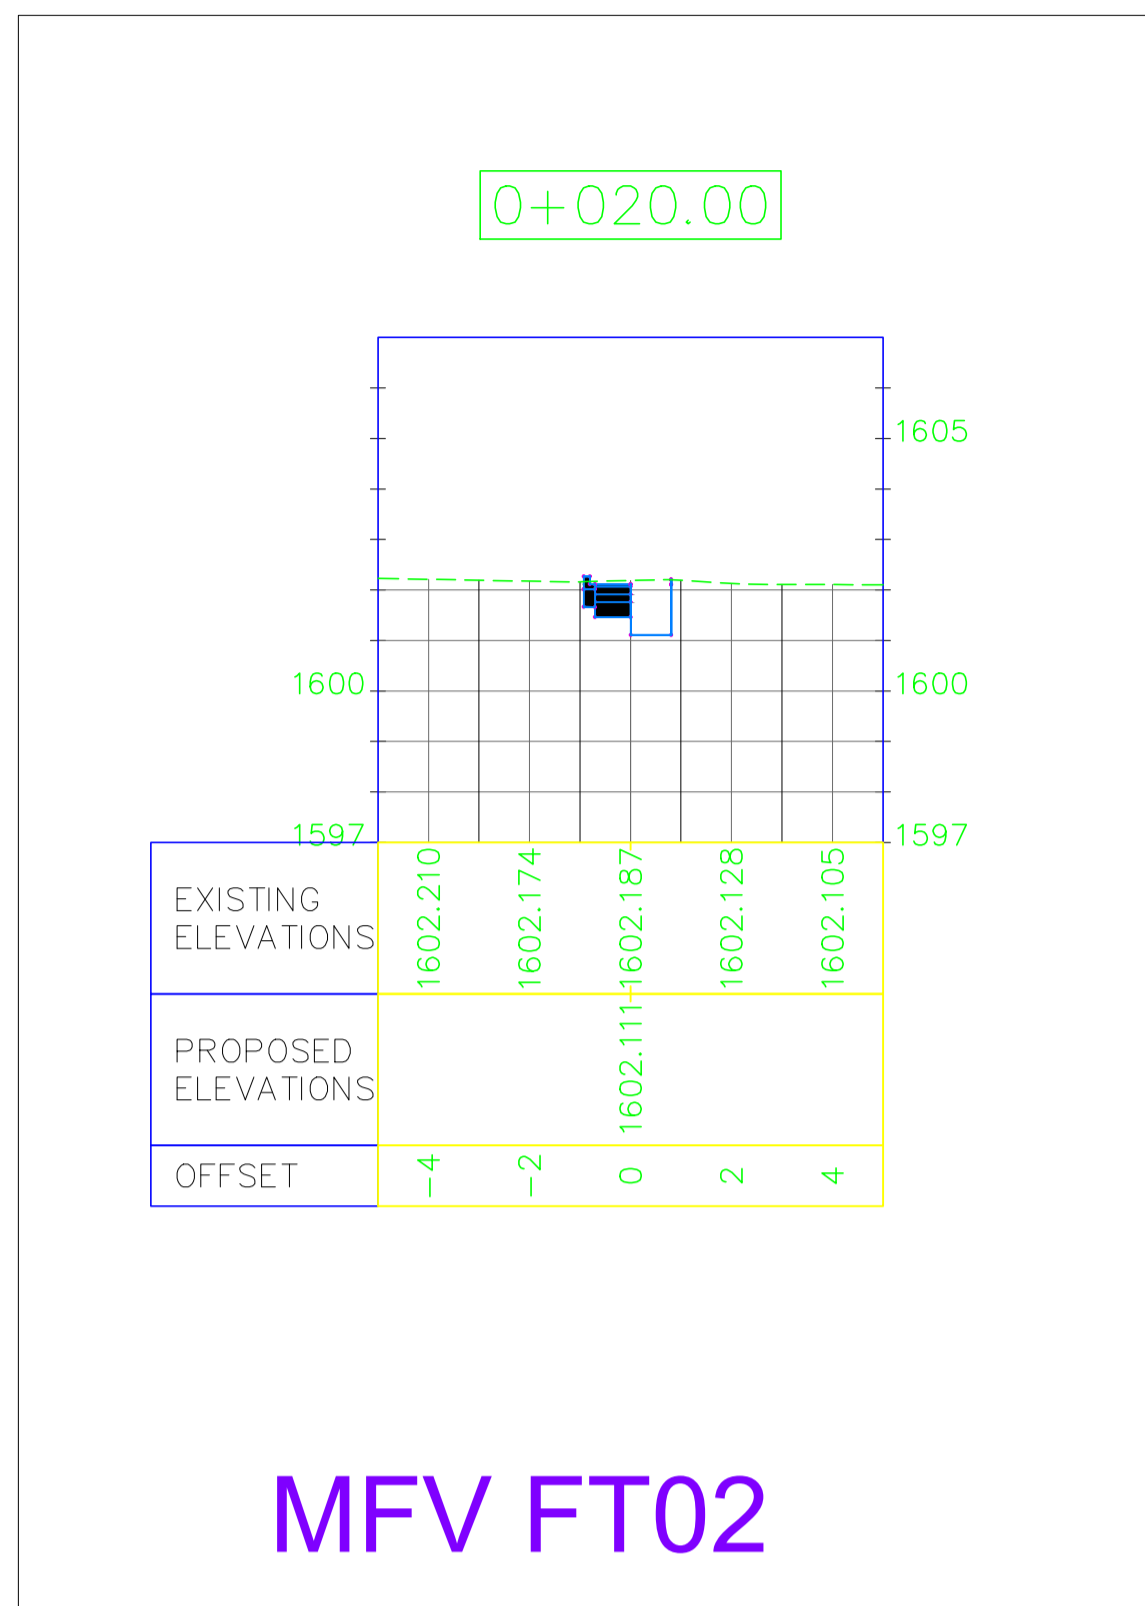 0+020.00
1605
1600 1600
1597 1597
EXISTING
ELEVATIONS
1602.210 1602.174 1602.187 1602.128 1602.105
PROPOSED
ELEVATIONS
1602.111
OFFSET -4 -2 0 2 4
MFV FT02